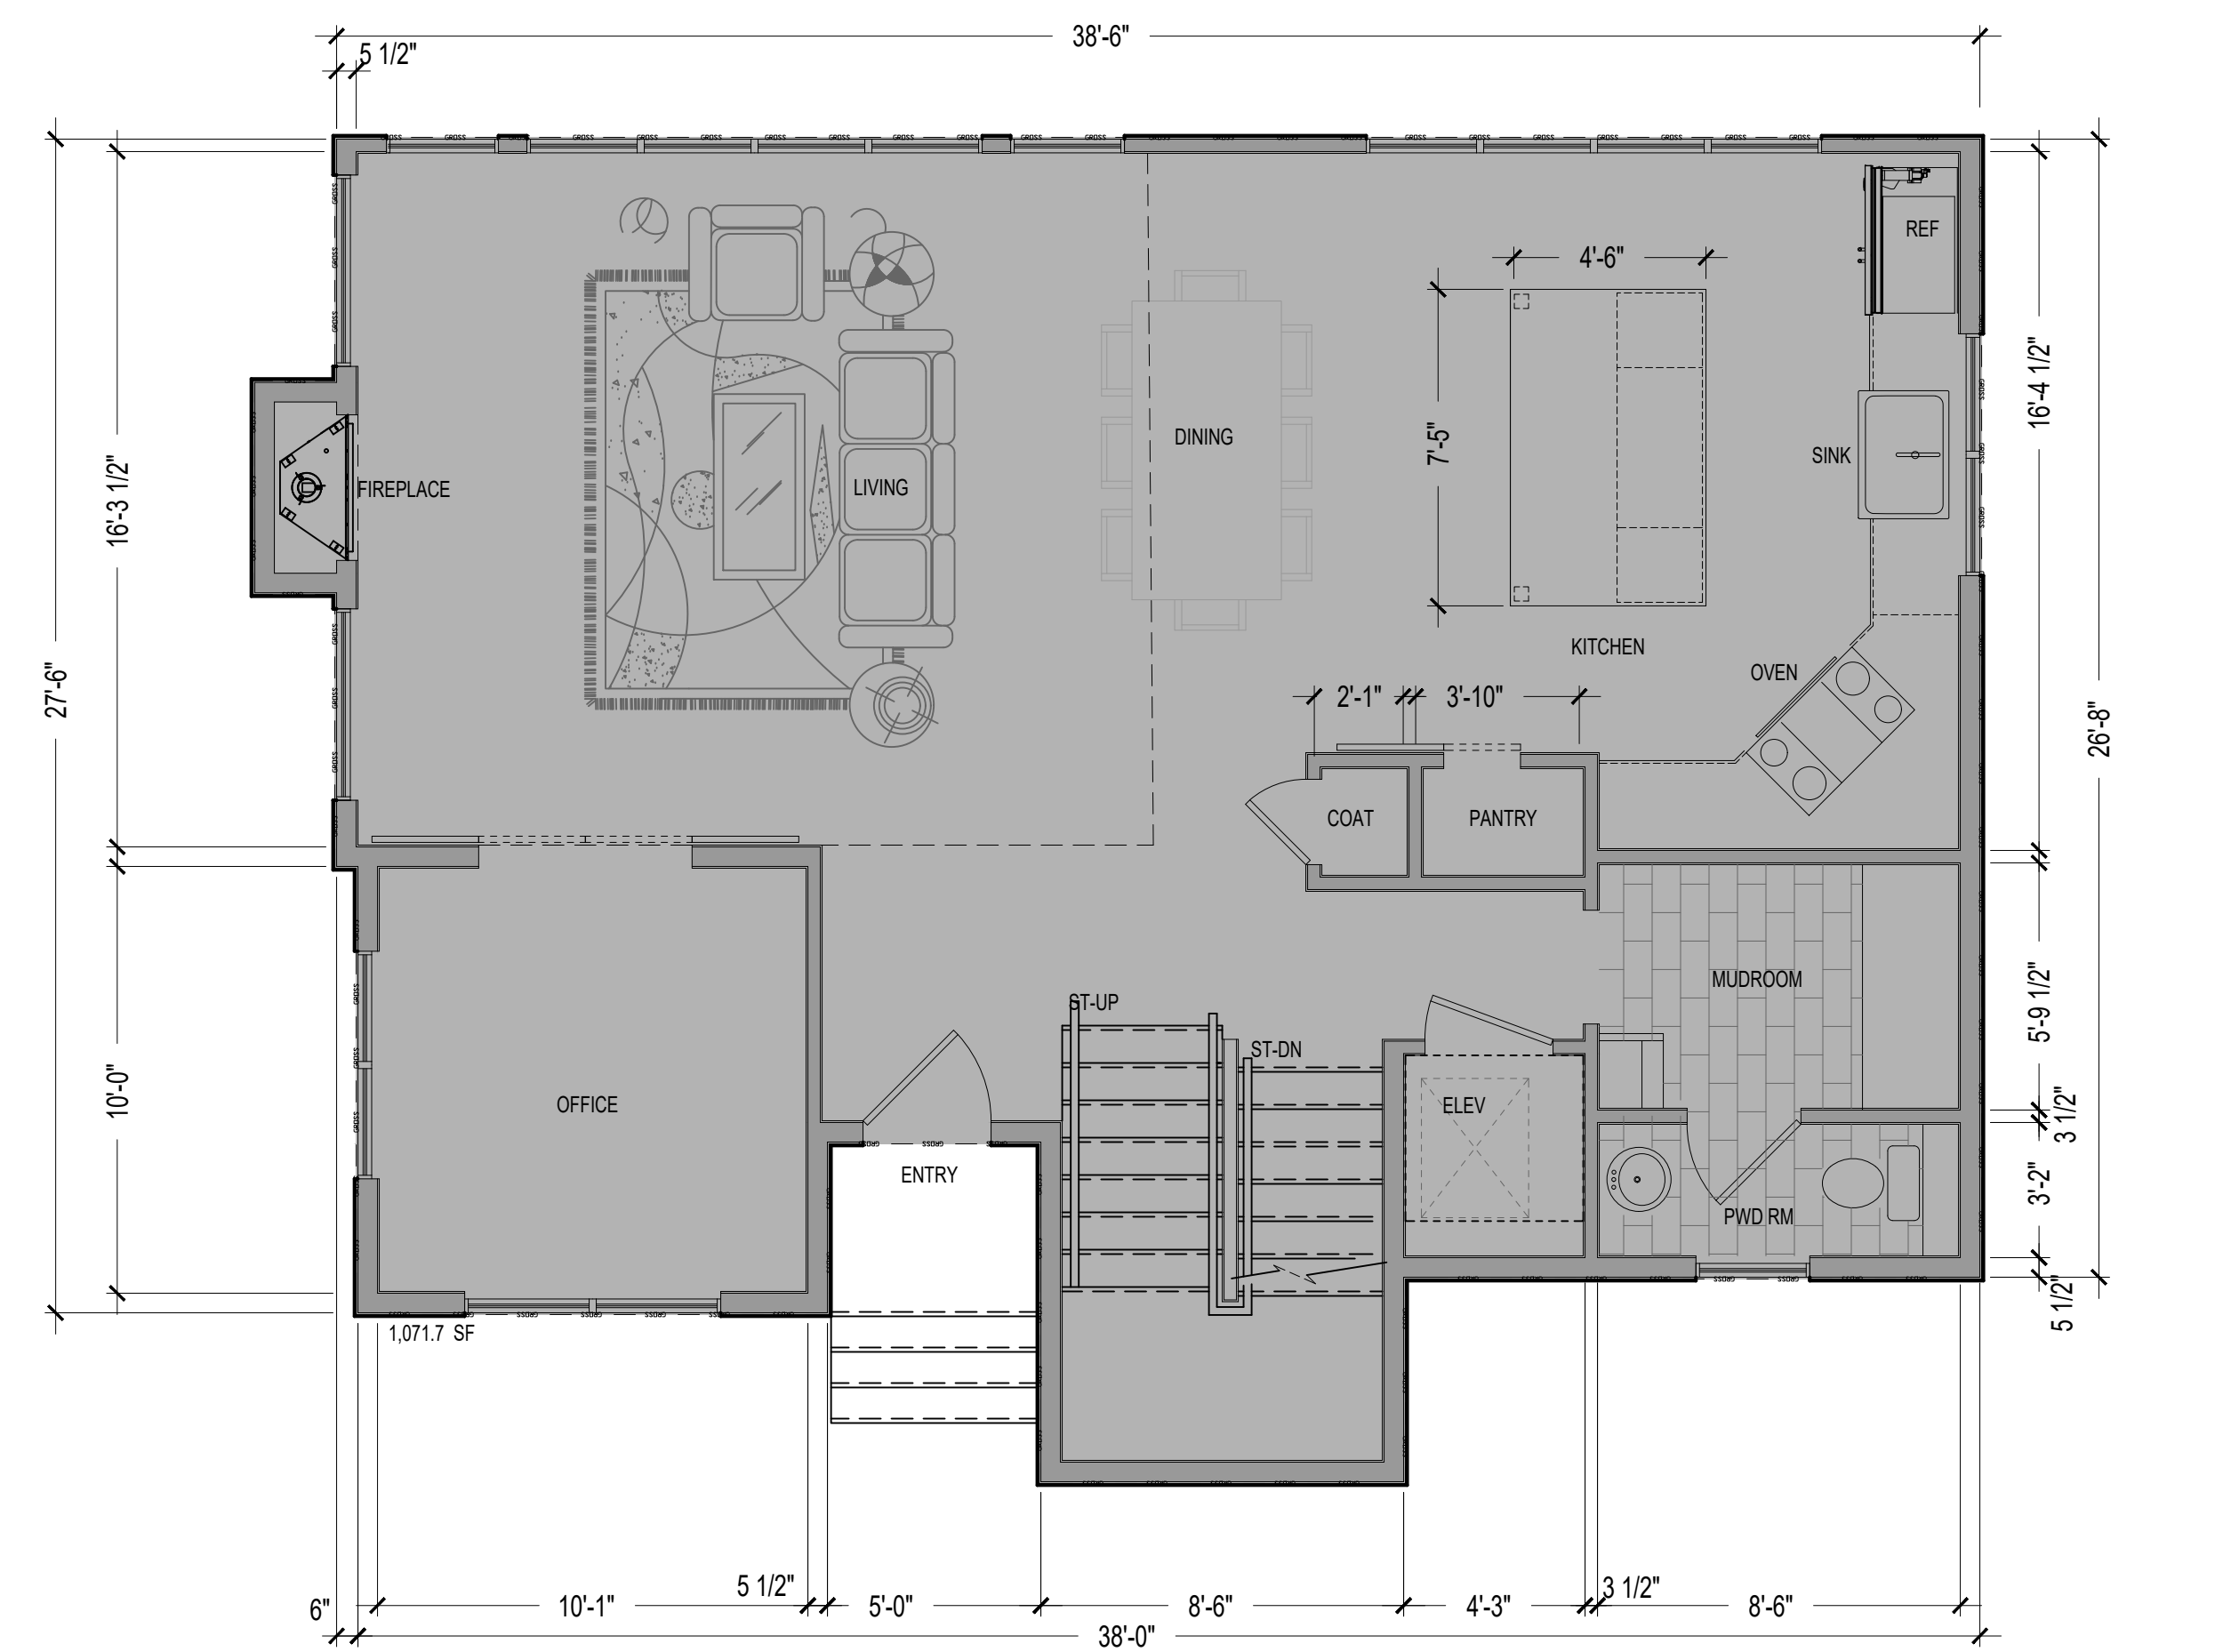 38'-6"
5 1/2"
REF
4'-6"
16'-4 1/2"
DINING
7'-5"
SINK
16'-3 1/2"
FIREPLACE
LIVING
KITCHEN
OVEN
27'-6"
2'-1"
3'-10"
26'-8"
COAT
PANTRY
MUDROOM
ST-UP
5'-9 1/2"
ST-DN
10'-0"
OFFICE
ELEV
3 1/2"
ENTRY
3'-2"
PWD RM
5 1/2"
1,071.7 SF
6"
10'-1"
5 1/2"
5'-0"
8'-6"
4'-3"
3 1/2"
8'-6"
38'-0"
GROSS